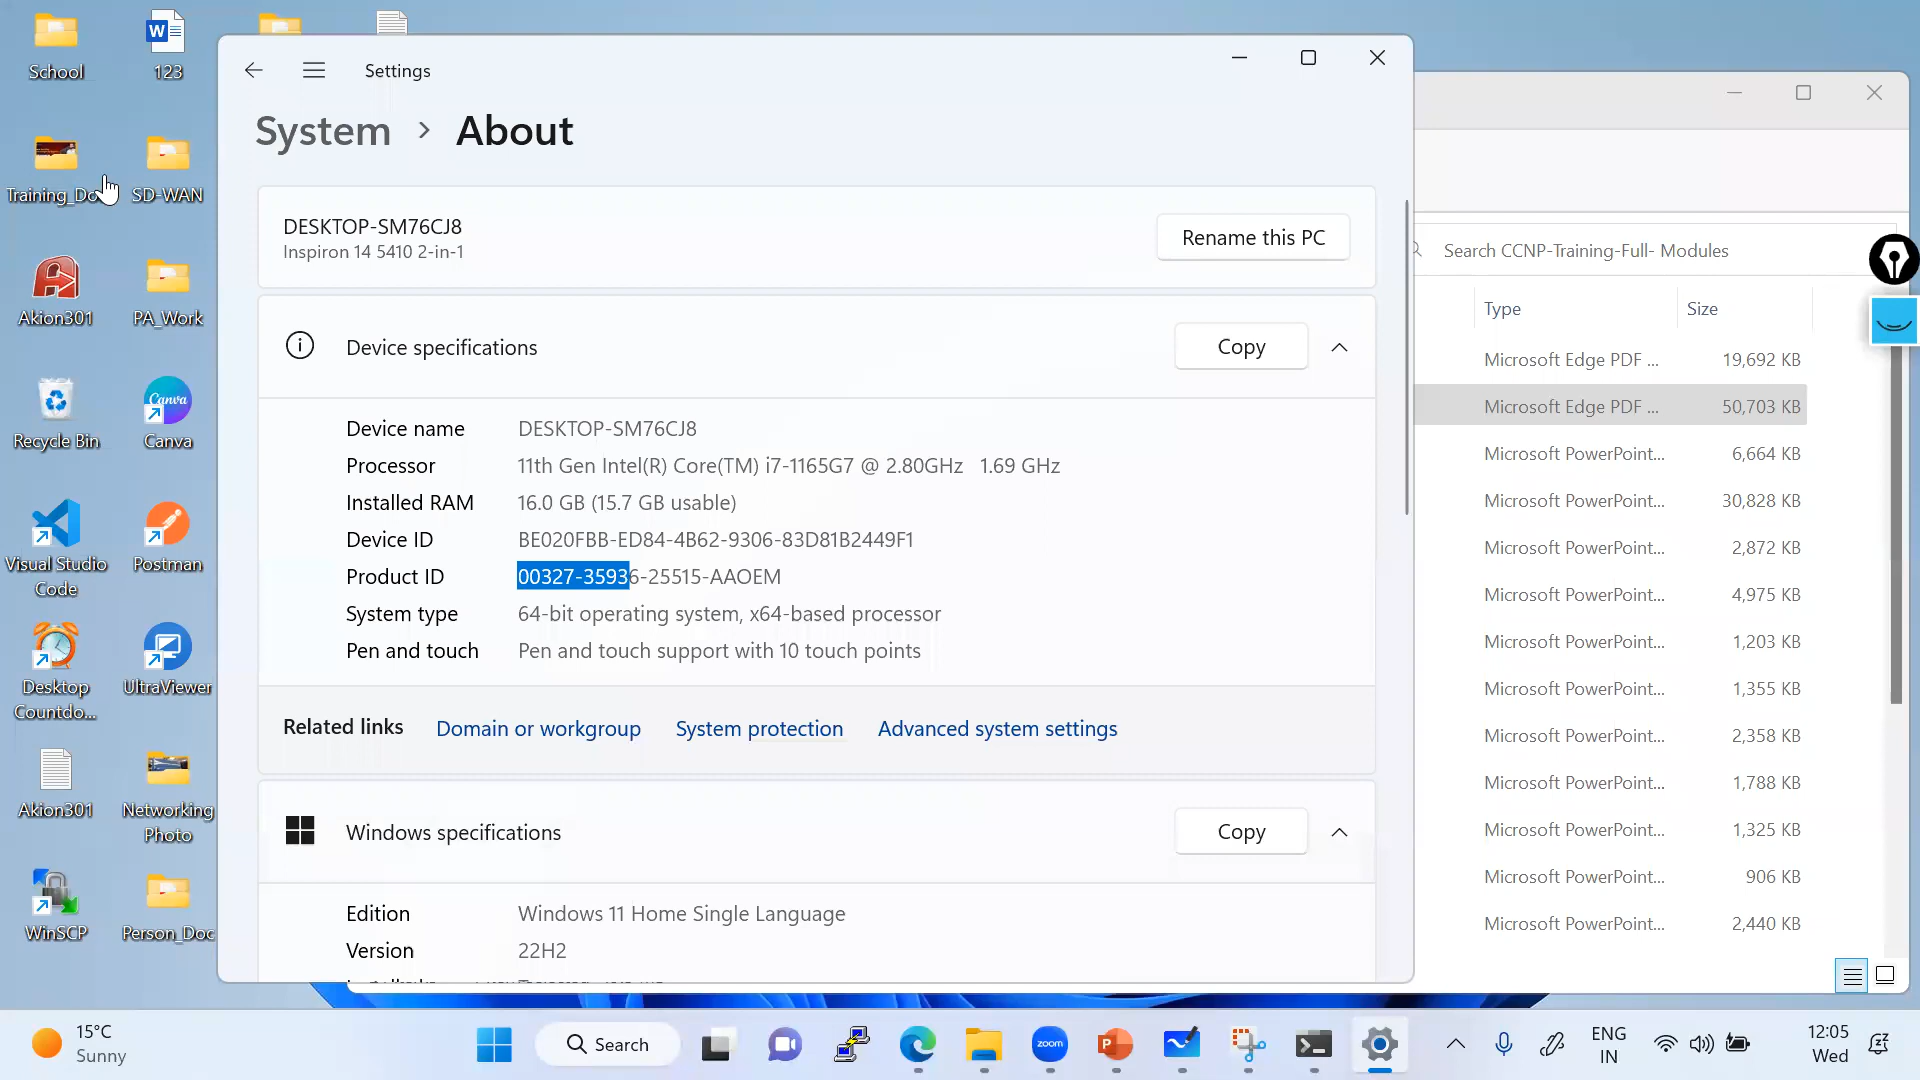 School
123
Training_Do
SD-WAN
Akion301
PA_Work
Recycle Bin
Canva
Visual Studio
Code
Postman
Desktop
Countdo...
UltraViewer
Akion301
Networking
Photo
WinSCP
Person_Doc
Settings
System > About
DESKTOP-SM76CJ8
Inspiron 14 5410 2-in-1
Rename this PC
Device specifications
Copy
Device name DESKTOP-SM76CJ8
Processor 11th Gen Intel(R) Core(TM) i7-1165G7 @ 2.80GHz 1.69 GHz
Installed RAM 16.0 GB (15.7 GB usable)
Device ID BE020FBB-ED84-4B62-9306-83D81B2449F1
Product ID 00327-35936-25515-AAOEM
System type 64-bit operating system, x64-based processor
Pen and touch Pen and touch support with 10 touch points
Related links Domain or workgroup System protection Advanced system settings
Windows specifications
Copy
Edition Windows 11 Home Single Language
Version 22H2
Search CCNP-Training-Full- Modules
Type Size
Microsoft Edge PDF ... 19,692 KB
Microsoft Edge PDF ... 50,703 KB
Microsoft PowerPoint... 6,664 KB
Microsoft PowerPoint... 30,828 KB
Microsoft PowerPoint... 2,872 KB
Microsoft PowerPoint... 4,975 KB
Microsoft PowerPoint... 1,203 KB
Microsoft PowerPoint... 1,355 KB
Microsoft PowerPoint... 2,358 KB
Microsoft PowerPoint... 1,788 KB
Microsoft PowerPoint... 1,325 KB
Microsoft PowerPoint... 906 KB
Microsoft PowerPoint... 2,440 KB
15°C
Sunny
Search
zoom
ENG
IN
12:05
Wed